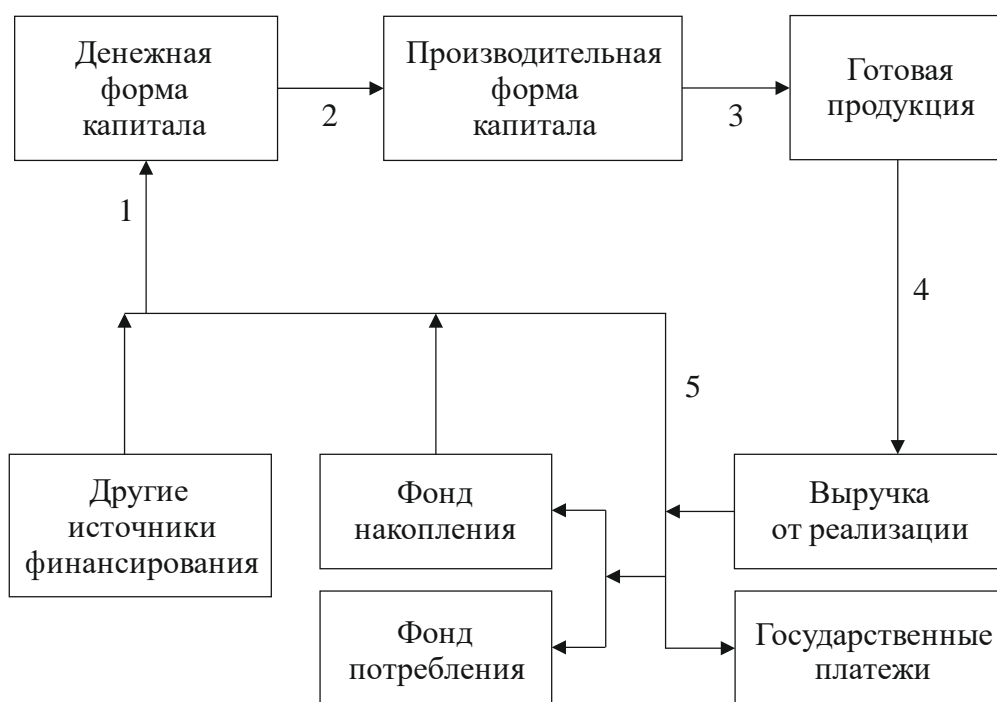 Денежная
форма
капитала
2
Производительная
форма
капитала
3
Готовая
продукция
1
4
5
Другие
источники
финансирования
Фонд
накопления
Выручка
от реализации
Фонд
потребления
Государственные
платежи